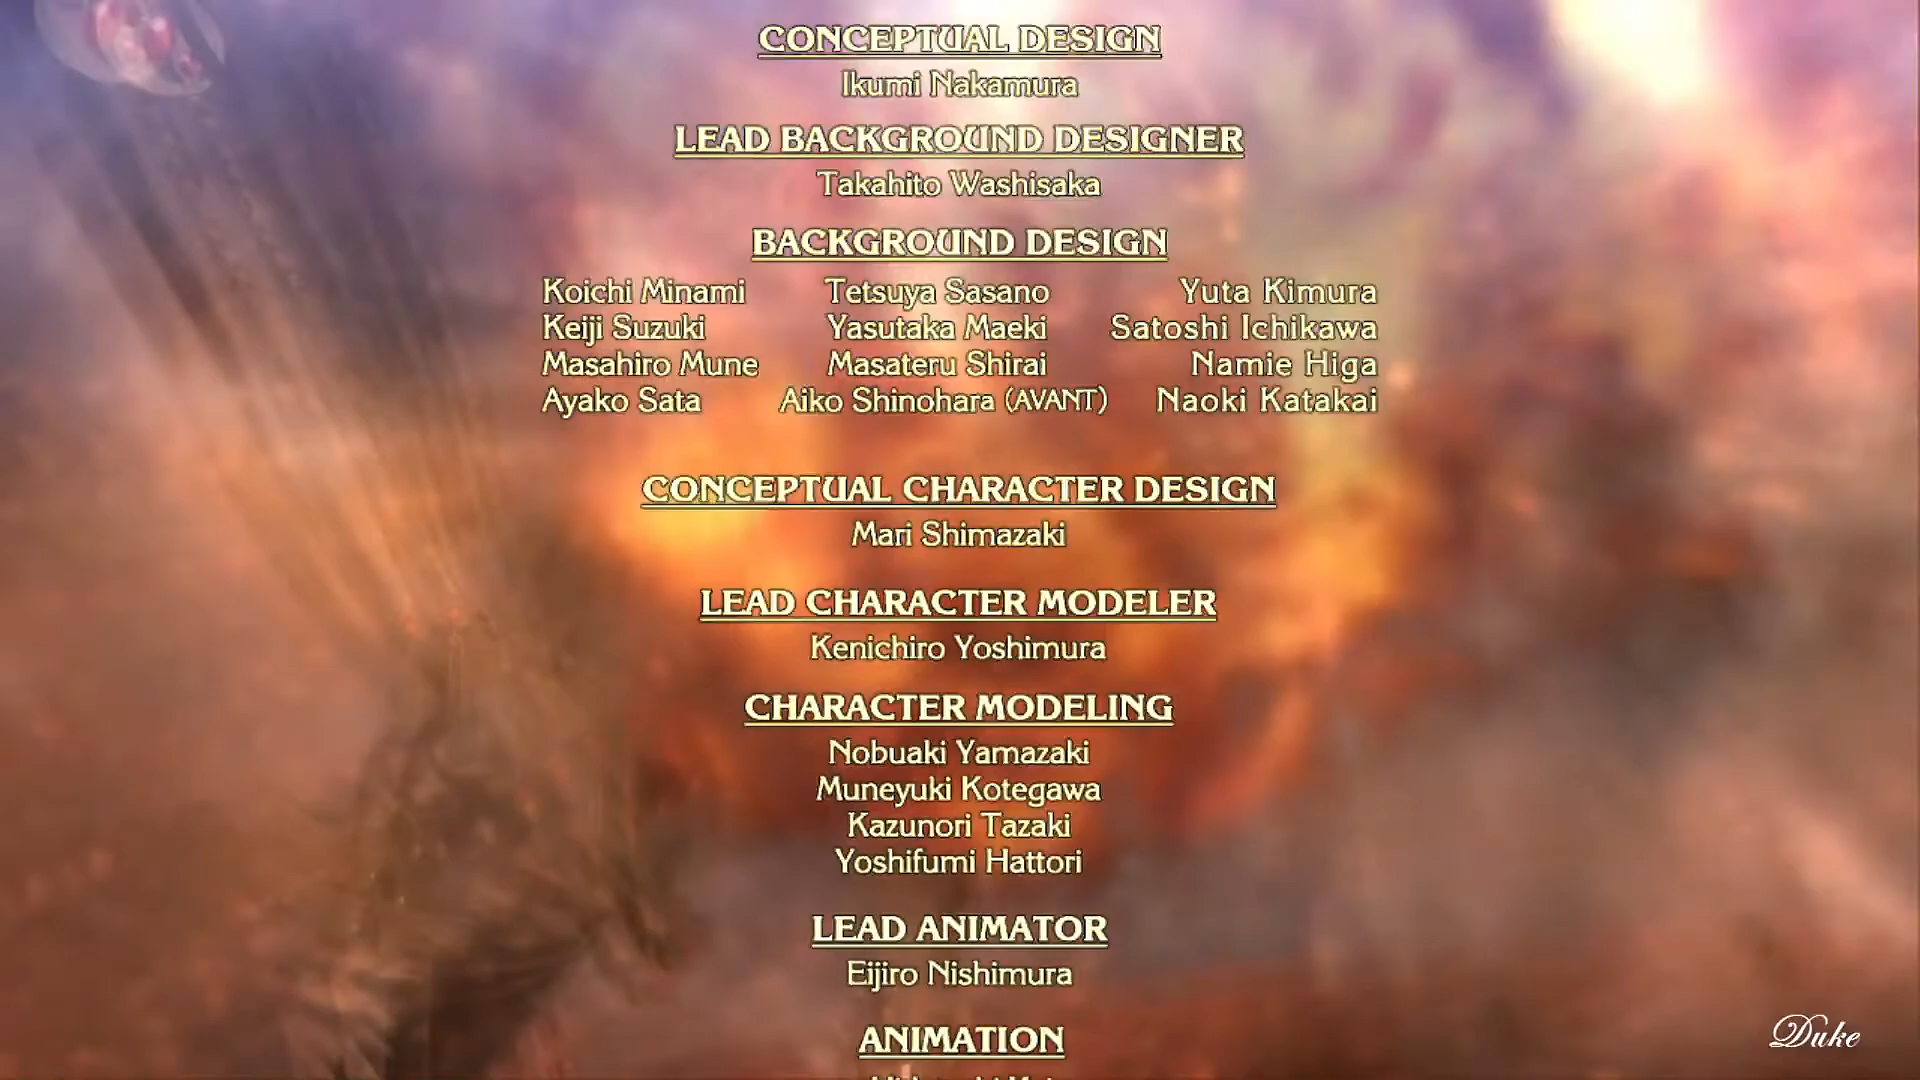 CONCEPTUAL DESIGN
Ikumi Nakamura
LEAD BACKGROUND DESIGNER
Takahito Washisaka
BACKGROUND DESIGN
Koichi Minami Tetsuya Sasano Yuta Kimura
Keiji Suzuki Yasutaka Maeki Satoshi Ichikawa
Masahiro Mune Masateru Shirai Namie Higa
Ayako Sata Aiko Shinohara (AVANT) Naoki Katakai
CONCEPTUAL CHARACTER DESIGN
Mari Shimazaki
LEAD CHARACTER MODELER
Kenichiro Yoshimura
CHARACTER MODELING
Nobuaki Yamazaki
Muneyuki Kotegawa
Kazunori Tazaki
Yoshifumi Hattori
LEAD ANIMATOR
Eijiro Nishimura
ANIMATION
Duke